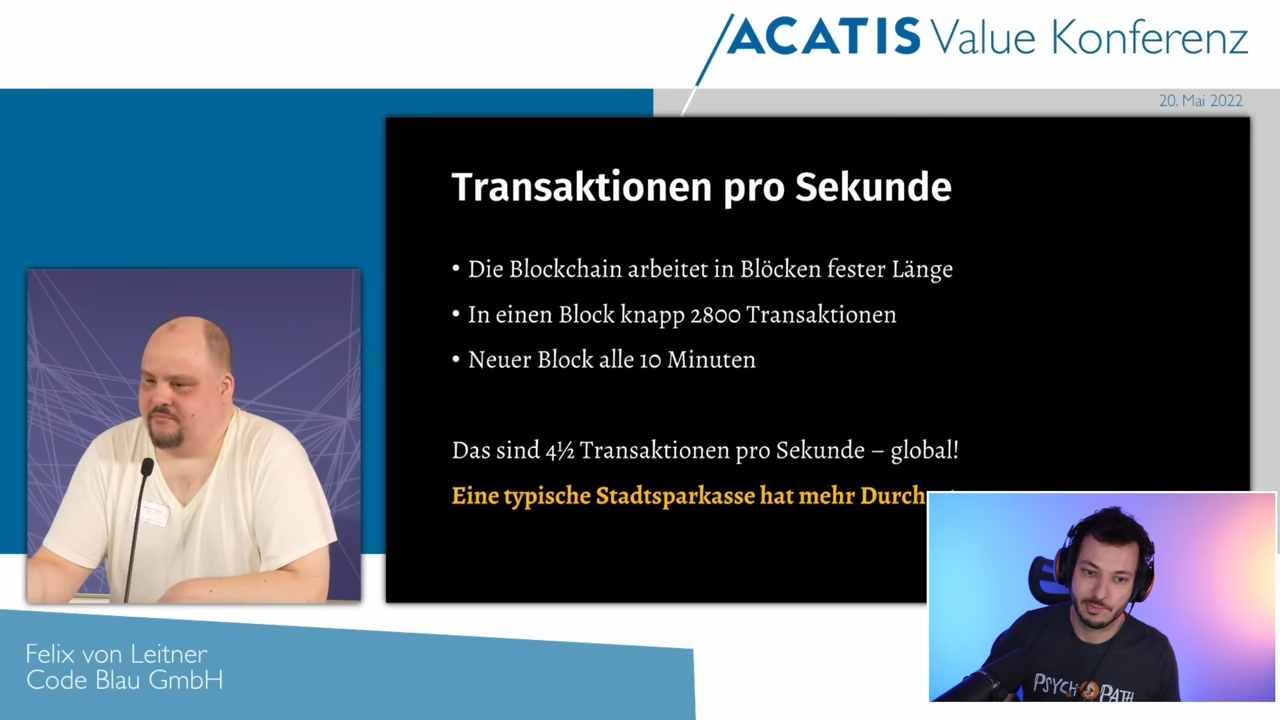 ACATIS Value Konferenz
20. Mai 2022
Transaktionen pro Sekunde
• Die Blockchain arbeitet in Blöcken fester Länge
• In einen Block knapp 2800 Transaktionen
• Neuer Block alle 10 Minuten
Das sind 4½ Transaktionen pro Sekunde – global!
Eine typische Stadtsparkasse hat mehr
Felix von Leitner
Code Blau GmbH
PSYCHOPATH